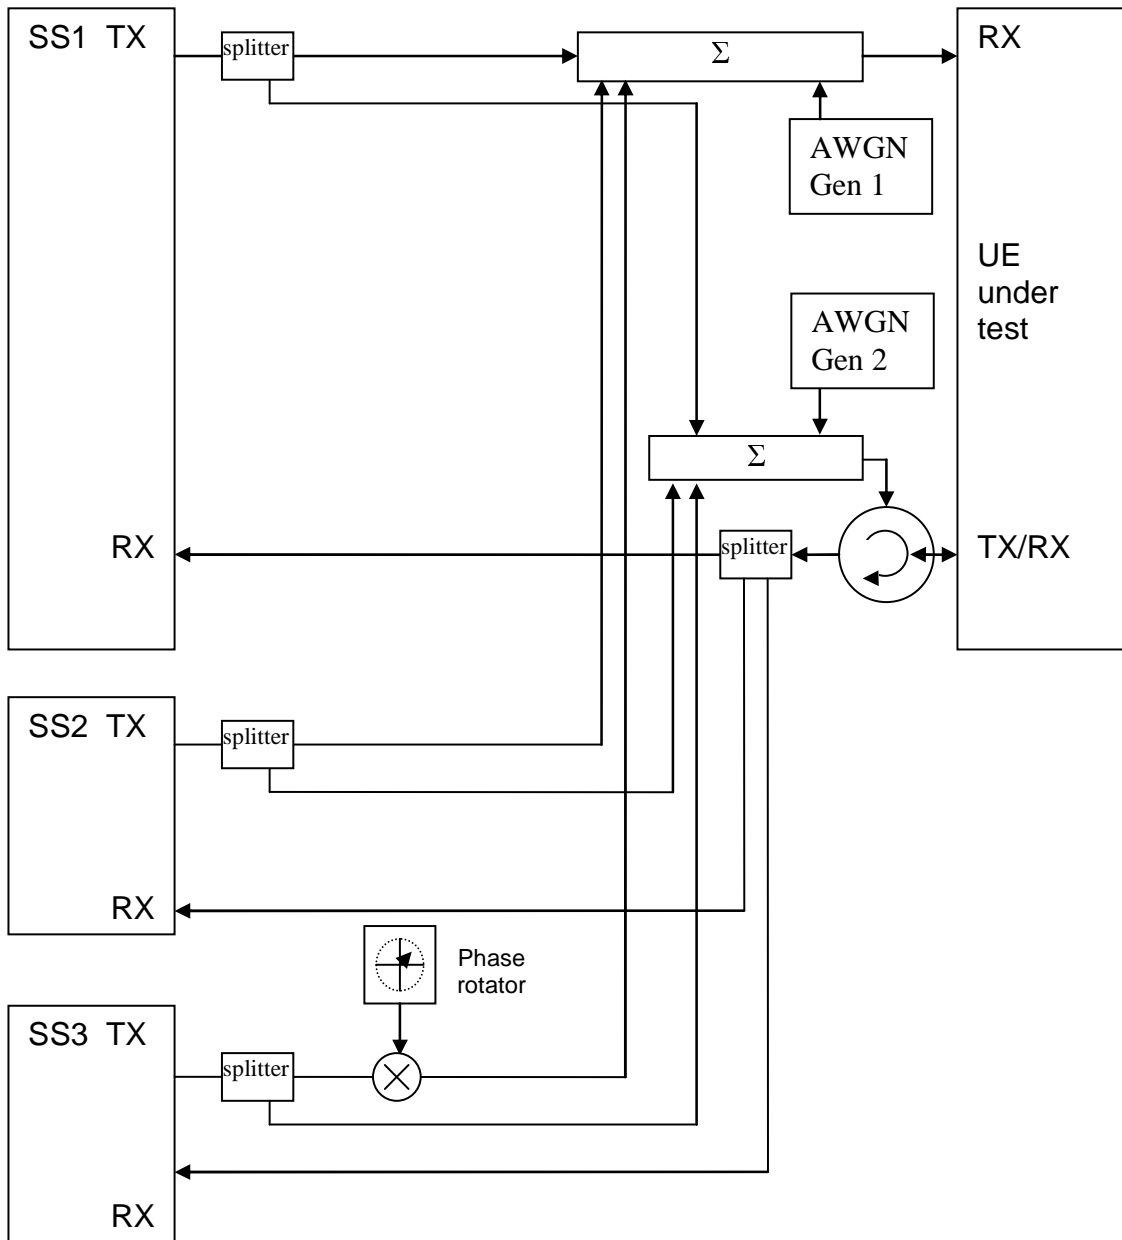 SS1 TX
splitter
Σ
RX
AWGN
Gen 1
UE
under
test
AWGN
Gen 2
Σ
RX
splitter
TX/RX
SS2 TX
splitter
RX
Phase
rotator
SS3 TX
splitter
RX